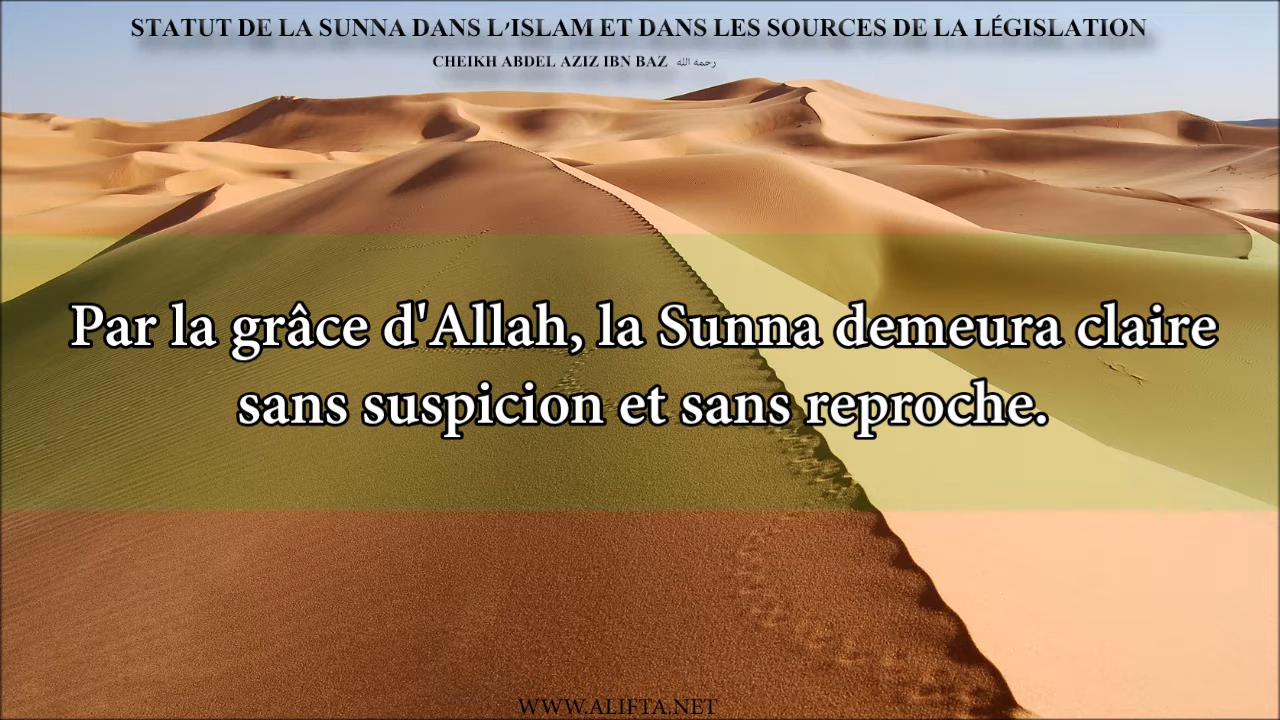 STATUT DE LA SUNNA DANS L'ISLAM ET DANS LES SOURCES DE LA LÉGISLATION
CHEIKH ABDEL AZIZ IBN BAZ رحمه الله
Par la grâce d'Allah, la Sunna demeura claire
sans suspicion et sans reproche.
WWW.ALIFTA.NET